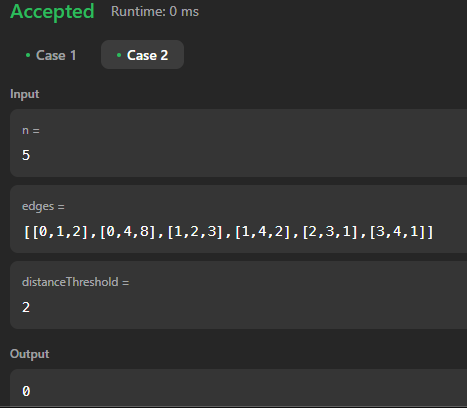 Accepted Runtime: 0 ms
• Case 1 • Case 2
Input
n =
5
edges =
[[0,1,2],[0,4,8],[1,2,3],[1,4,2],[2,3,1],[3,4,1]]
distanceThreshold =
2
Output
0